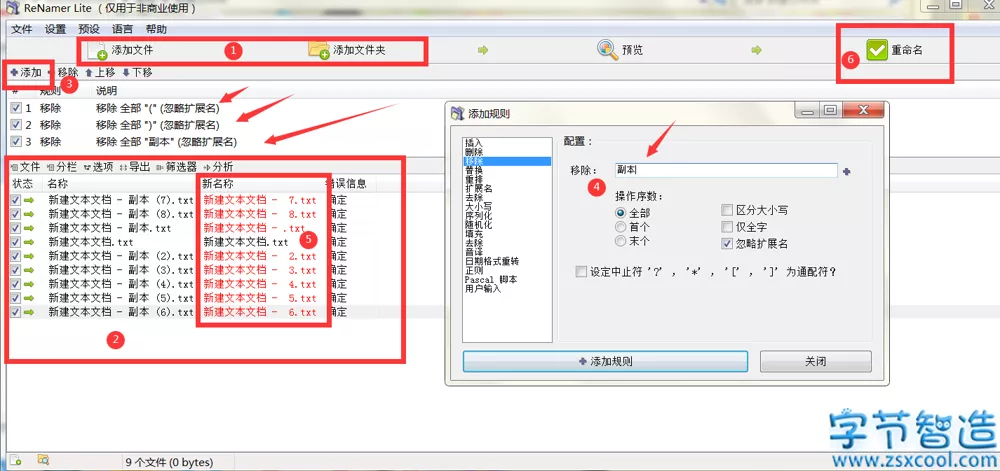 ReNamer Lite （仅用于非商业使用）
文件 设置 预设 语言 帮助
添加文件 1 添加文件夹 预览 6 重命名
添加 移除 上移 下移
3
# 规则 说明
1 移除 移除 全部 "(" (忽略扩展名)
2 移除 移除 全部 ")" (忽略扩展名)
3 移除 移除 全部 "副本" (忽略扩展名)
文件 分栏 选项 导出 筛选器 分析
状态 名称 新名称 错误信息
新建文本文档 - 副本 (7).txt 新建文本文档 - 7.txt 确定
新建文本文档 - 副本 (8).txt 新建文本文档 - 8.txt 确定
新建文本文档 - 副本.txt 新建文本文档 - .txt 确定
新建文本文档.txt 新建文本文档.txt 确定
5
新建文本文档 - 副本 (2).txt 新建文本文档 - 2.txt 确定
新建文本文档 - 副本 (3).txt 新建文本文档 - 3.txt 确定
新建文本文档 - 副本 (4).txt 新建文本文档 - 4.txt 确定
新建文本文档 - 副本 (5).txt 新建文本文档 - 5.txt 确定
新建文本文档 - 副本 (6).txt 新建文本文档 - 6.txt 确定
2
添加规则
插入
删除
移除
替换
重排
扩展名
去除
大小写
序列化
随机化
填充
去除
音译
日期格式重转
正则
Pascal 脚本
用户输入
配置：
移除： 副本
4
操作序数：
全部
首个
末个
区分大小写
仅全字
忽略扩展名
设定中止符 '?' , '*' , '[' , ']' 为通配符？
添加规则 关闭
9 个文件 (0 bytes)
字节智造
www.zsxcool.com